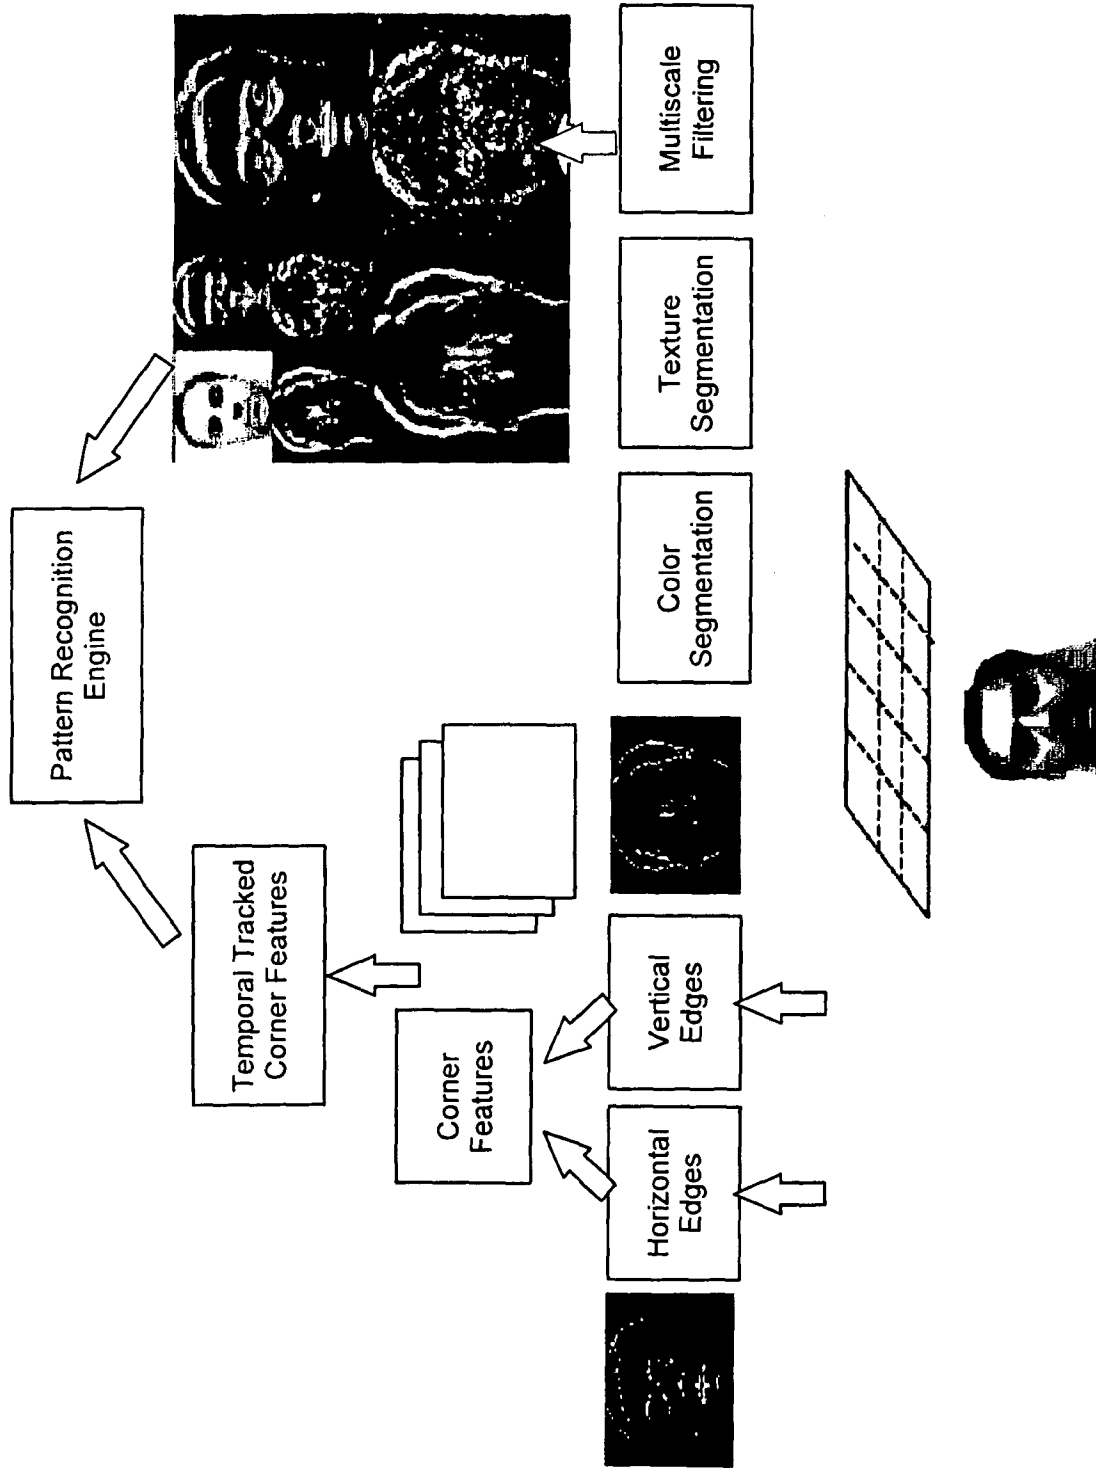 Pattern Recognition
Engine
Temporal Tracked
Corner Features
Corner
Features
Horizontal
Edges
Vertical
Edges
Color
Segmentation
Texture
Segmentation
Multiscale
Filtering